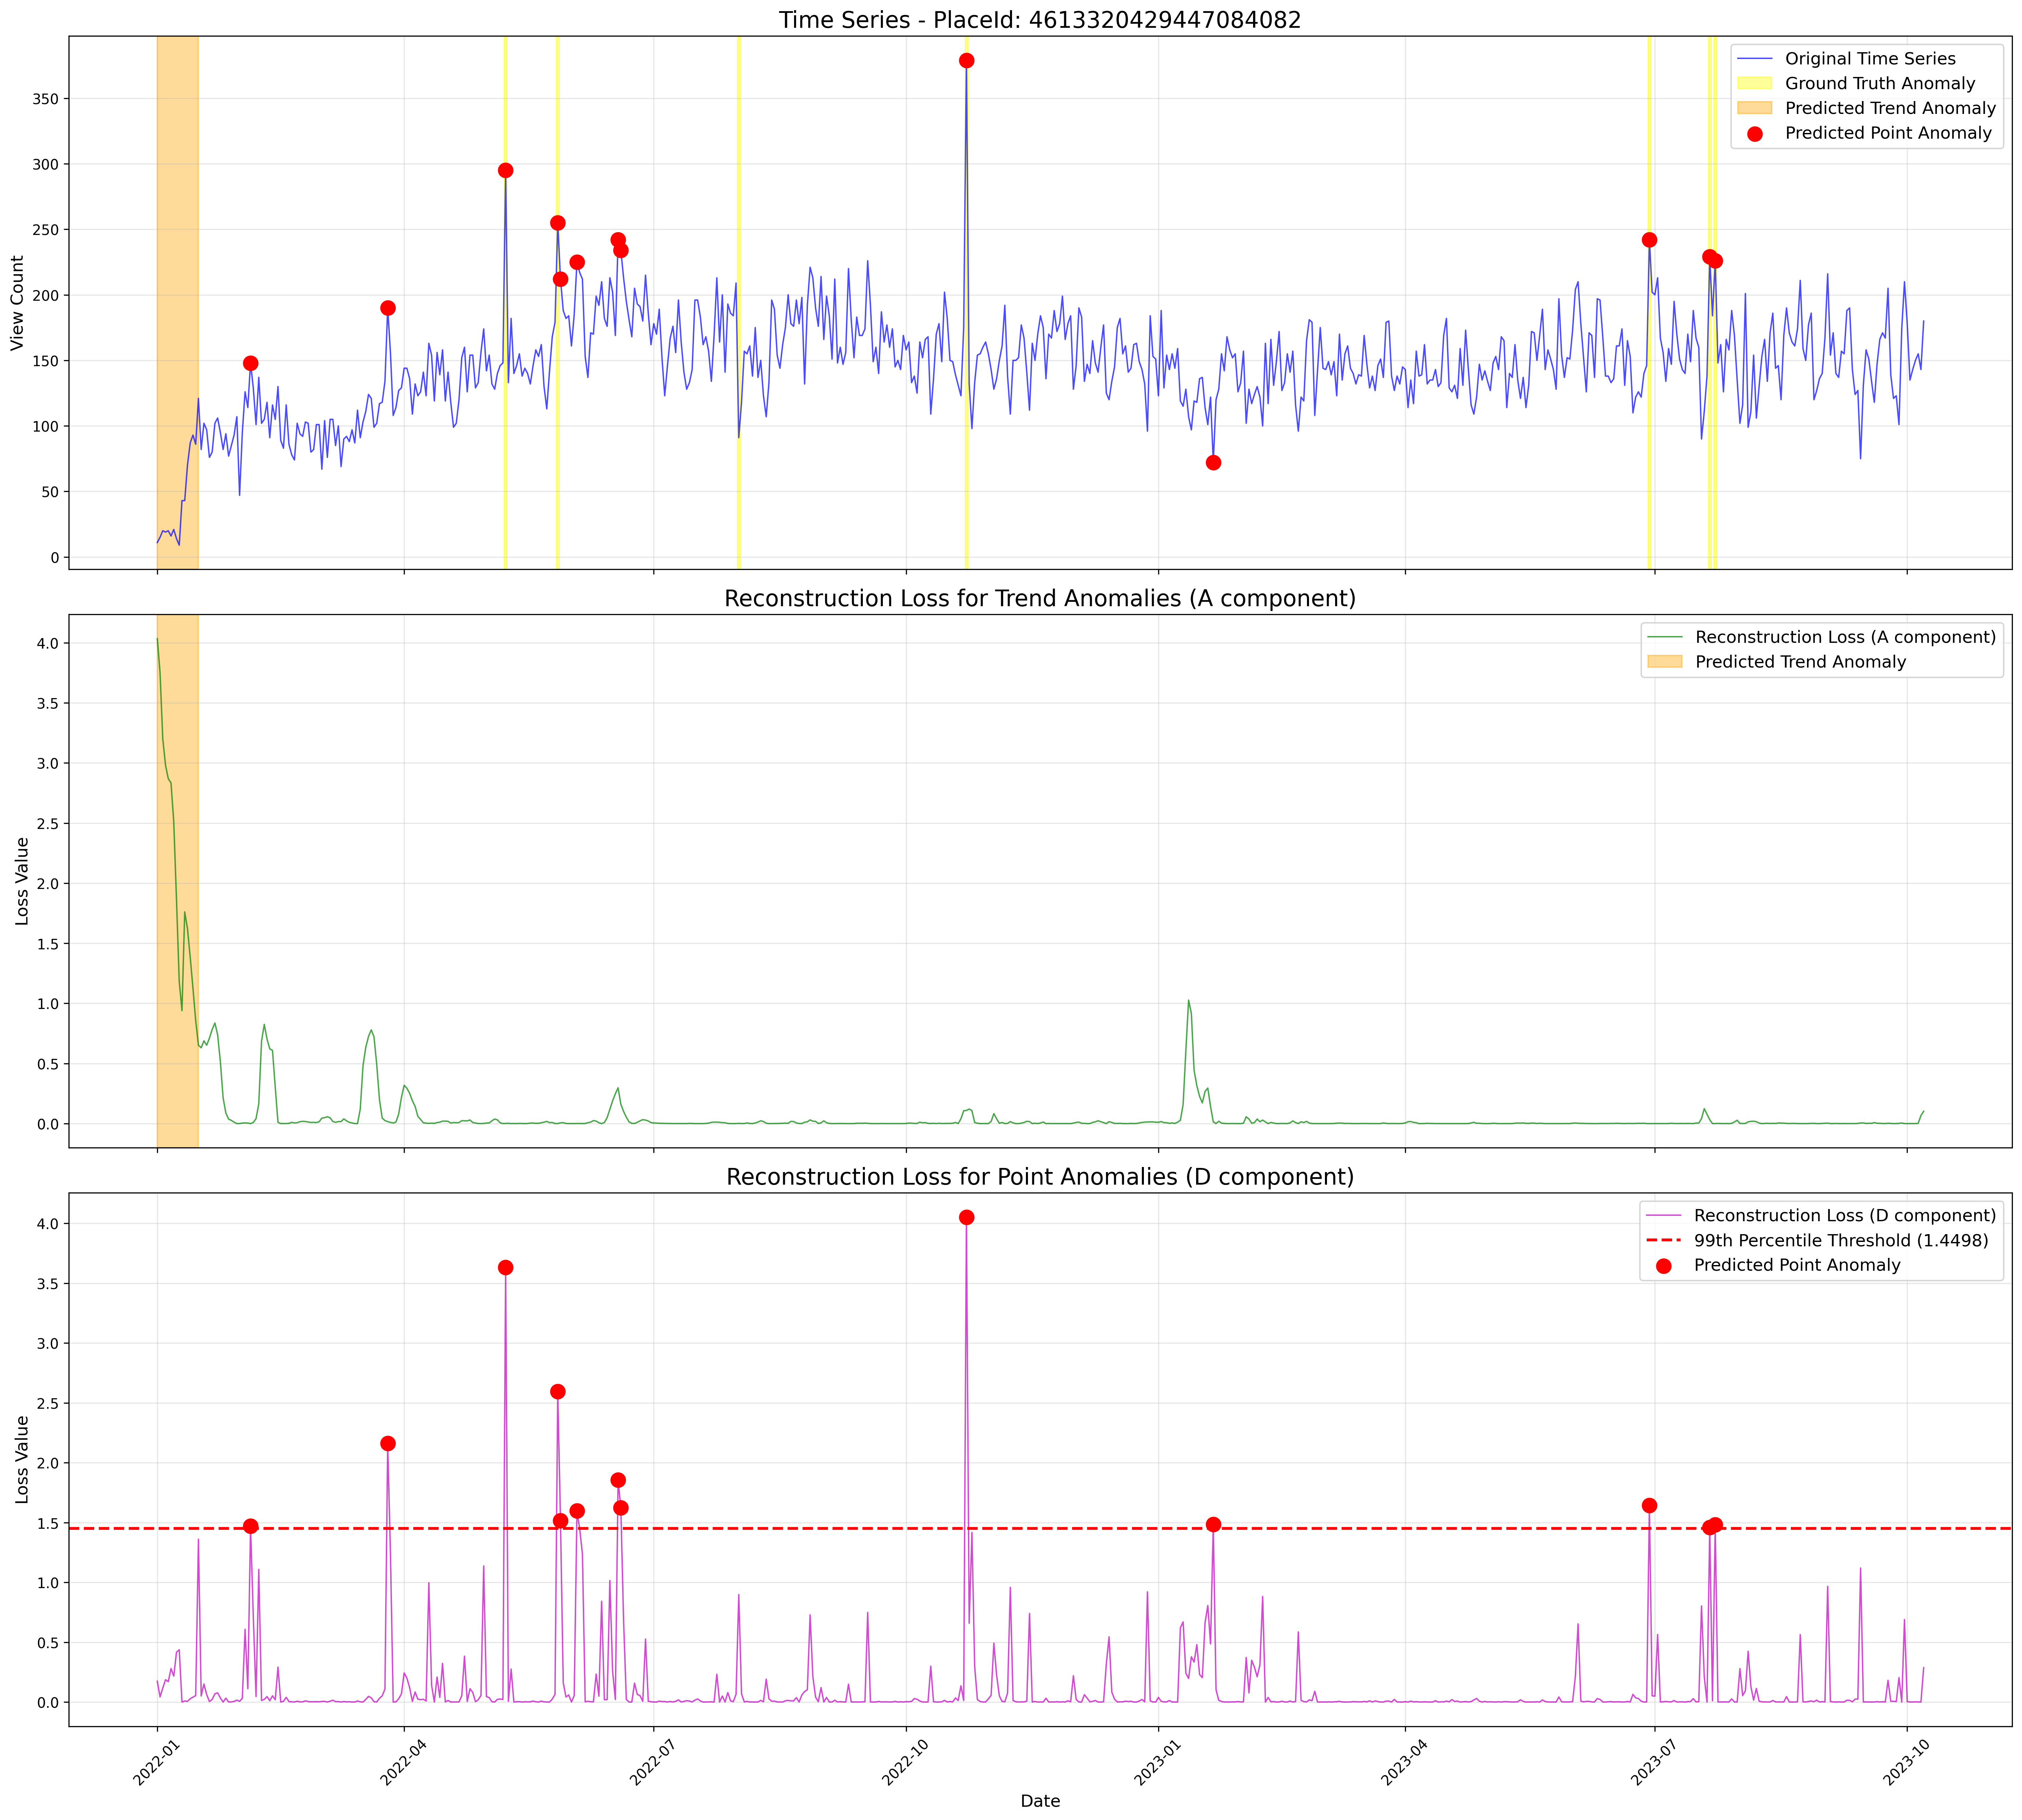 Time Series - PlaceId: 4613320429447084082
View Count
350
300
250
200
150
100
50
0
Original Time Series
Ground Truth Anomaly
Predicted Trend Anomaly
Predicted Point Anomaly
Reconstruction Loss for Trend Anomalies (A component)
Loss Value
4.0
3.5
3.0
2.5
2.0
1.5
1.0
0.5
0.0
Reconstruction Loss (A component)
Predicted Trend Anomaly
Reconstruction Loss for Point Anomalies (D component)
Loss Value
4.0
3.5
3.0
2.5
2.0
1.5
1.0
0.5
0.0
Reconstruction Loss (D component)
99th Percentile Threshold (1.4498)
Predicted Point Anomaly
2022-01
2022-04
2022-07
2022-10
2023-01
2023-04
2023-07
2023-10
Date